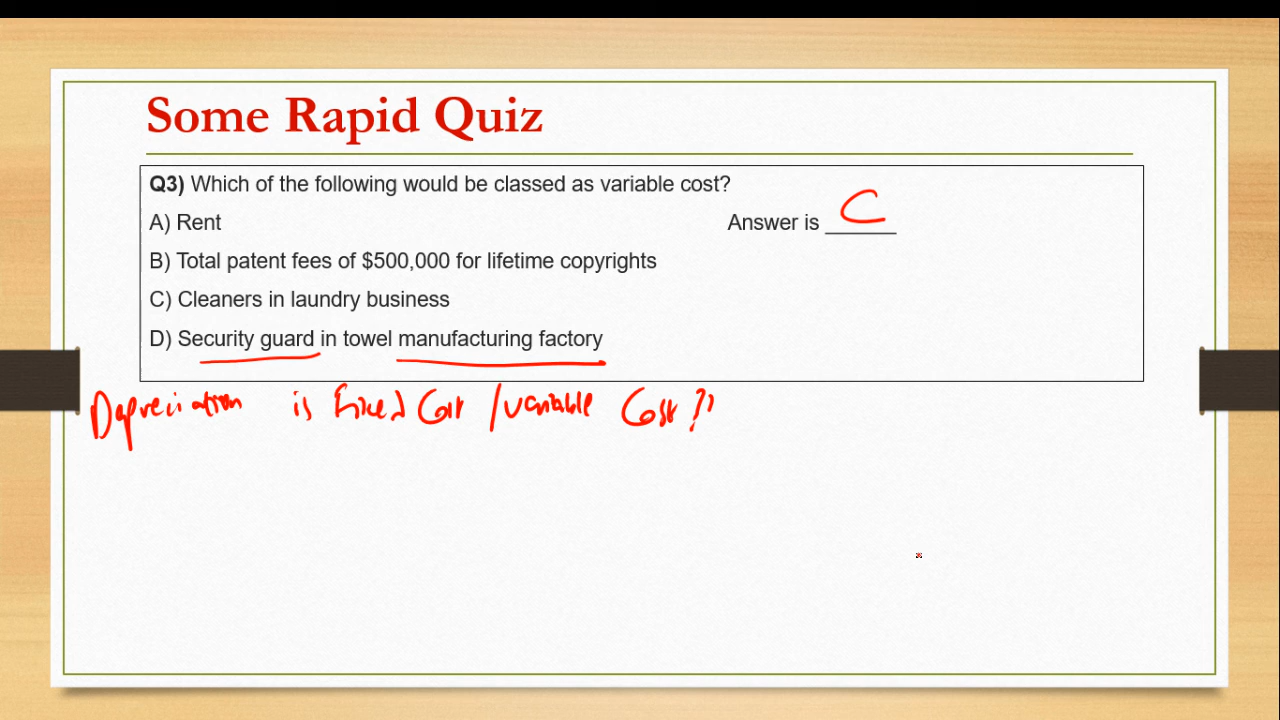 Some Rapid Quiz
Q3) Which of the following would be classed as variable cost?
A) Rent
Answer is C
B) Total patent fees of $500,000 for lifetime copyrights
C) Cleaners in laundry business
D) Security guard in towel manufacturing factory
Depreciation is Fixed Cost / Variable Cost ??